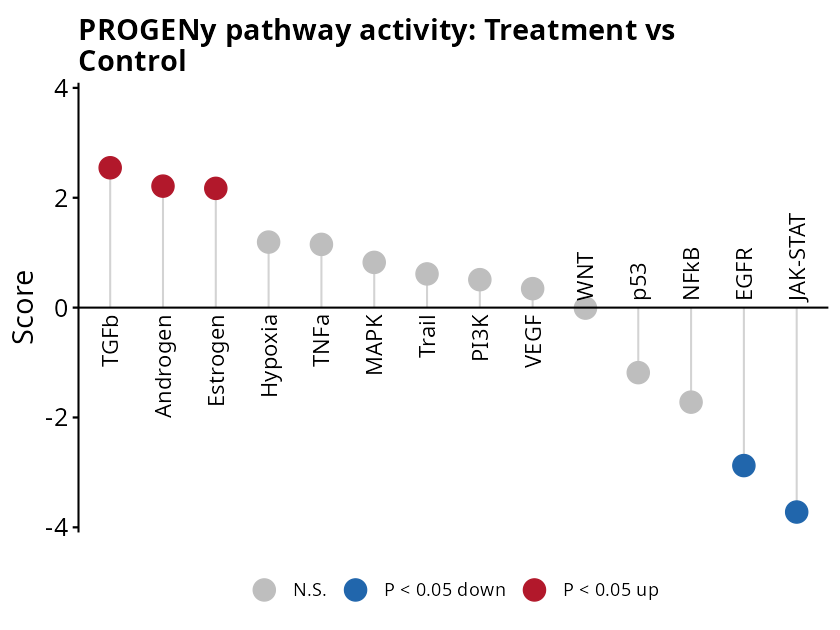 PROGENy pathway activity: Treatment vs
Control
4
2
0
-2
-4
Score
TGFb
Androgen
Estrogen
Hypoxia
TNFa
MAPK
Trail
PI3K
VEGF
WNT
p53
NFkB
EGFR
JAK-STAT
N.S.
P < 0.05 down
P < 0.05 up